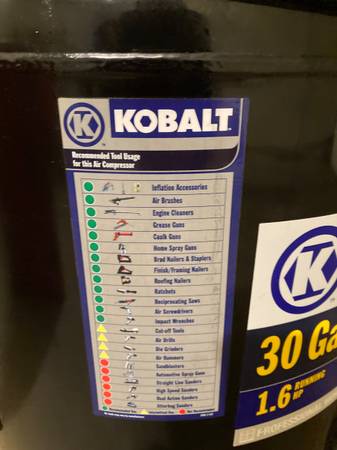 K KOBALT
Recommended Tool Usage
for this Air Compressor
Inflation Accessories
Air Brushes
Engine Cleaners
Grease Guns
Caulk Guns
Home Spray Guns
Brad Nailers & Staplers
Finish/Framing Nailers
Roofing Nailers
Ratchets
Reciprocating Saws
Air Screwdrivers
Impact Wrenches
Cut-off Tools
Air Drills
Die Grinders
Air Hammers
Sandblasters
Automotive Spray Guns
Straight Line Sanders
High Speed Sanders
Dual Action Sanders
Jitterbug Sanders
K
30 Ga
1.6 RUNNING
HP
PROFESSIONAL